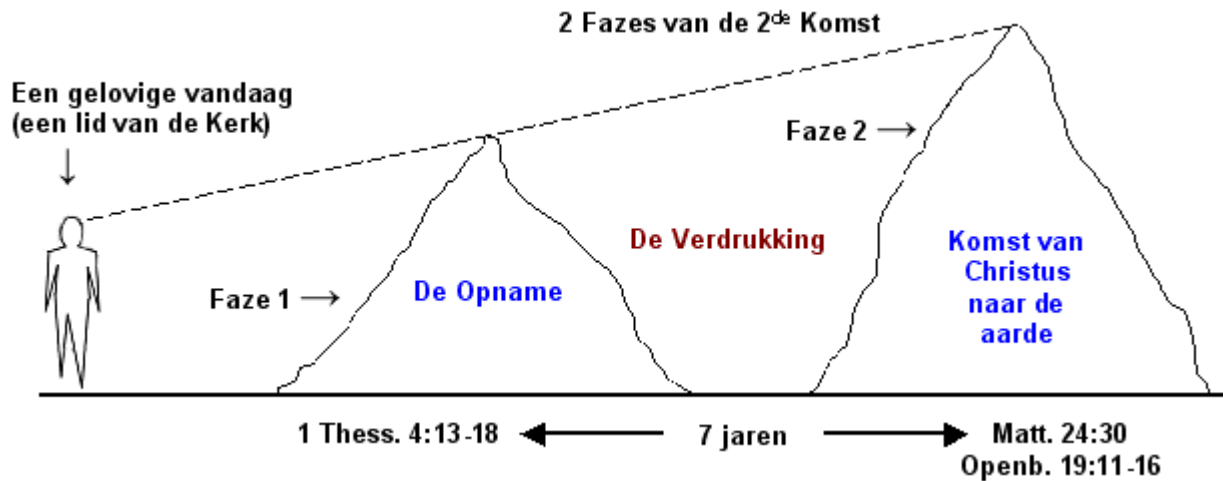 2 Fazes van de 2de Komst
Een gelovige vandaag
(een lid van de Kerk)
Faze 2 →
De Verdrukking
Komst van
Christus
naar de
aarde
Faze 1 →
De Opname
1 Thess. 4:13-18
7 jaren
Matt. 24:30
Openb. 19:11-16